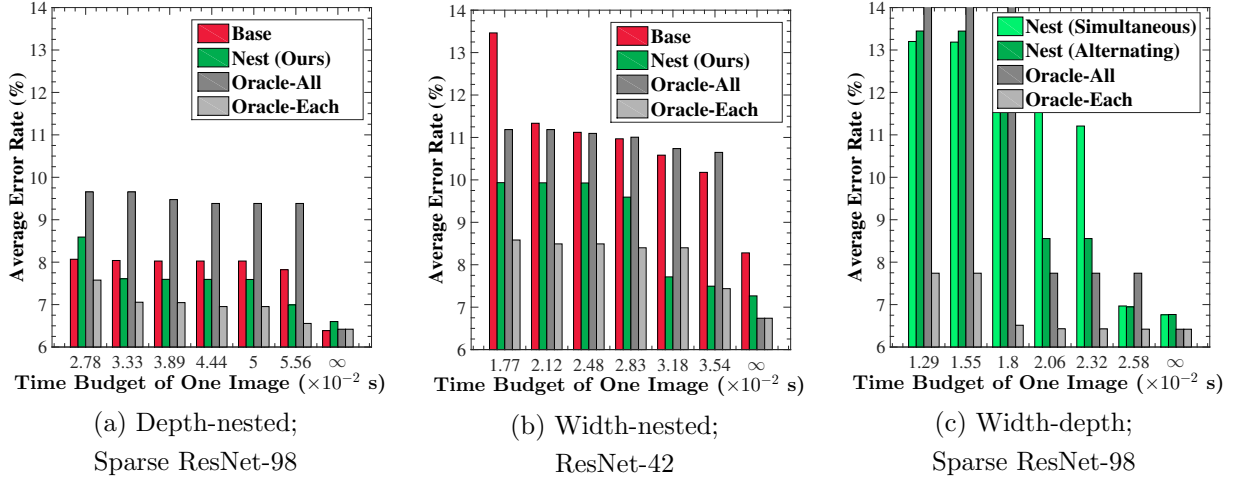 14
13
12
11
10
9
8
7
6
Average Error Rate (%)
Base
Nest (Ours)
Oracle-All
Oracle-Each
2.78 3.33 3.89 4.44 5 5.56 ∞
Time Budget of One Image (×10⁻² s)
(a) Depth-nested;
Sparse ResNet-98
14
13
12
11
10
9
8
7
6
Average Error Rate (%)
Base
Nest (Ours)
Oracle-All
Oracle-Each
1.77 2.12 2.48 2.83 3.18 3.54 ∞
Time Budget of One Image (×10⁻² s)
(b) Width-nested;
ResNet-42
14
13
12
11
10
9
8
7
6
Average Error Rate (%)
Nest (Simultaneous)
Nest (Alternating)
Oracle-All
Oracle-Each
1.29 1.55 1.8 2.06 2.32 2.58 ∞
Time Budget of One Image (×10⁻² s)
(c) Width-depth;
Sparse ResNet-98